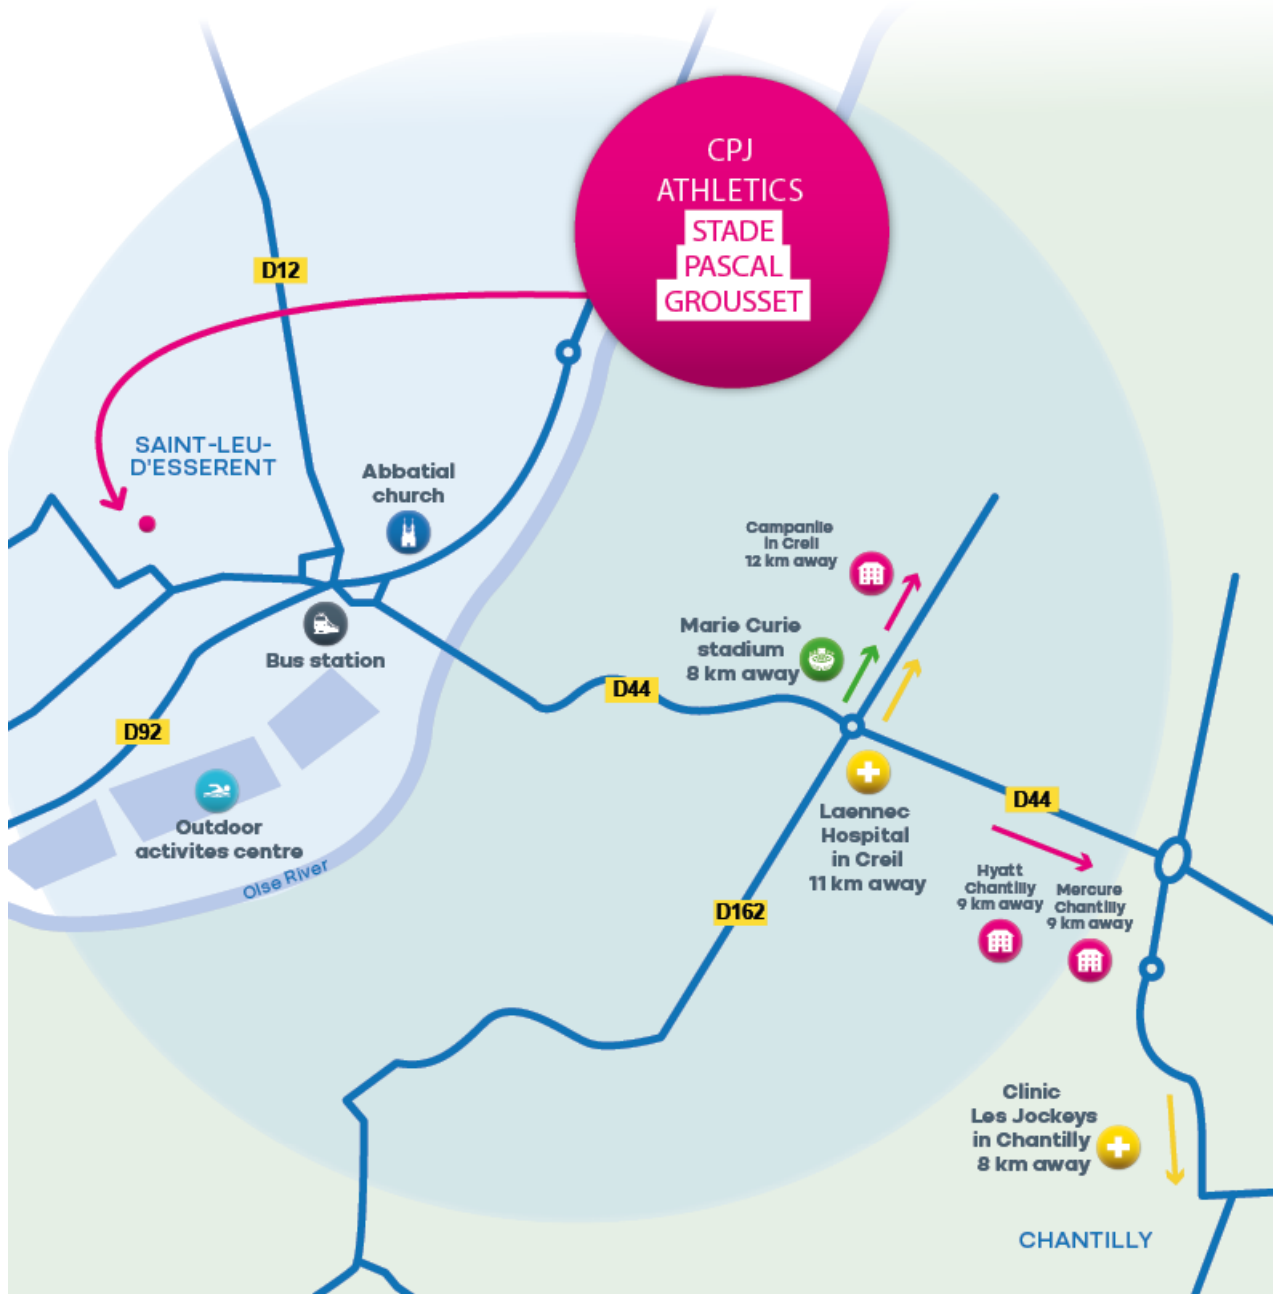 CPJ
ATHLETICS
STADE
PASCAL
GROUSSET
D12
SAINT-LEU-
D'ESSERENT
Abbatial
church
Campanile
in Creil
12 km away
Marie Curie
stadium
8 km away
Bus station
D44
D92
Outdoor
activites centre
Oise River
Laennec
Hospital
in Creil
11 km away
D44
Hyatt
Chantilly
9 km away
Mercure
Chantilly
9 km away
D162
Clinic
Les Jockeys
in Chantilly
8 km away
CHANTILLY